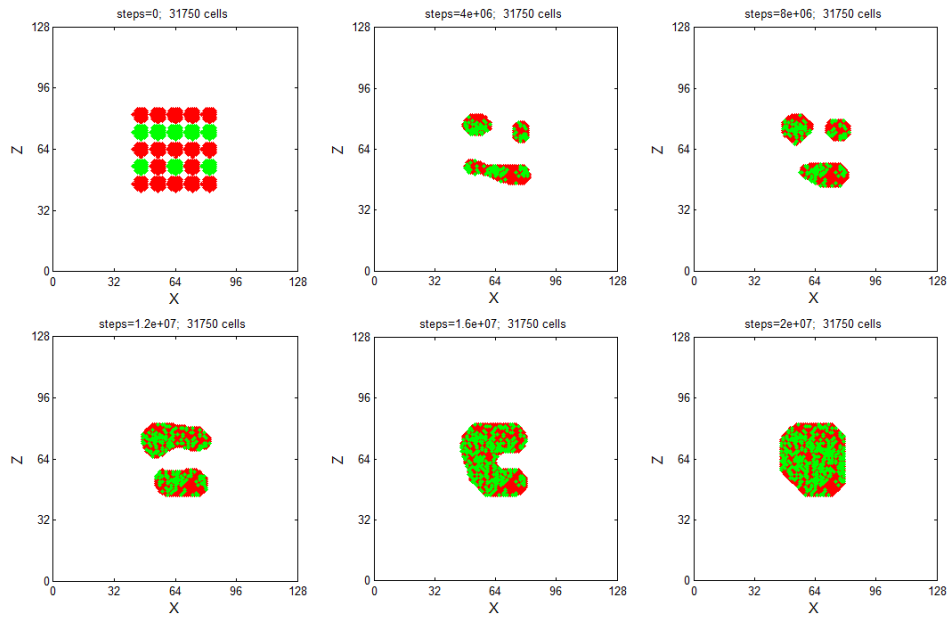 steps=0;  31750 cells
steps=4e+06;  31750 cells
steps=8e+06;  31750 cells
128 128 128
96 96 96
Z 64 Z 64 Z 64
32 32 32
0 0 0
0 32 64 96 128 0 32 64 96 128 0 32 64 96 128
X X X
steps=1.2e+07;  31750 cells
steps=1.6e+07;  31750 cells
steps=2e+07;  31750 cells
128 128 128
96 96 96
Z 64 Z 64 Z 64
32 32 32
0 0 0
0 32 64 96 128 0 32 64 96 128 0 32 64 96 128
X X X